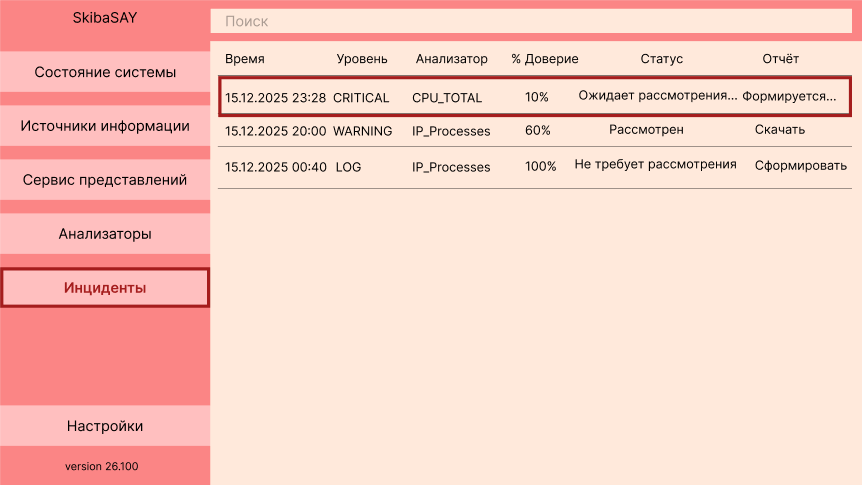 SkibaSAY
Состояние системы
Источники информации
Сервис представлений
Анализаторы
Инциденты
Настройки
version 26.100
Поиск
Время Уровень Анализатор % Доверие Статус Отчёт
15.12.2025 23:28 CRITICAL CPU_TOTAL 10% Ожидает рассмотрения... Формируется...
15.12.2025 20:00 WARNING IP_Processes 60% Рассмотрен Скачать
15.12.2025 00:40 LOG IP_Processes 100% Не требует рассмотрения Сформировать